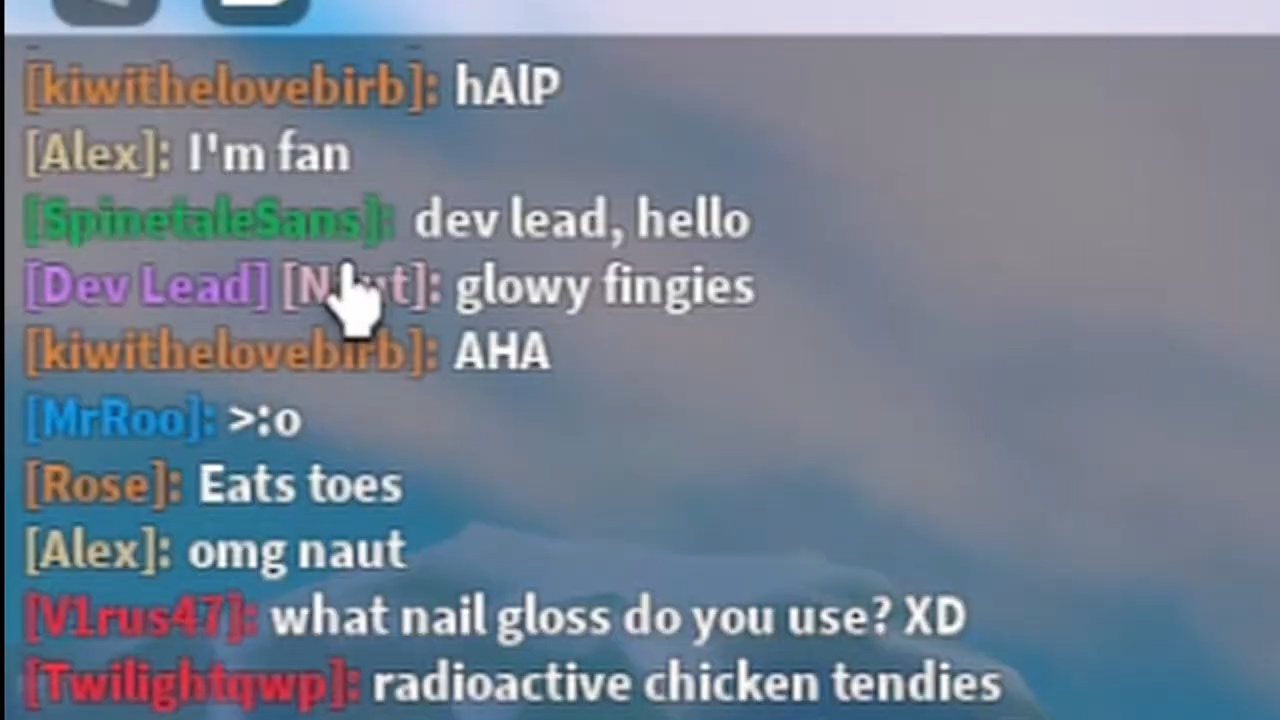 [kiwithelovebirb]: hAlP
[Alex]: I'm fan
[SpinetaleSans]: dev lead, hello
[Dev Lead] [Naut]: glowy fingies
[kiwithelovebirb]: AHA
[MrRoo]: >:o
[Rose]: Eats toes
[Alex]: omg naut
[V1rus47]: what nail gloss do you use? XD
[Twilightqwp]: radioactive chicken tendies